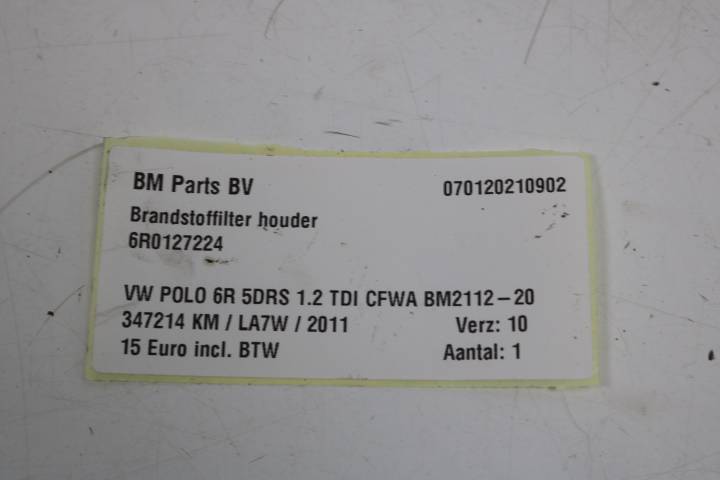 BM Parts BV 070120210902
Brandstoffilter houder
6R0127224
VW POLO 6R 5DRS 1.2 TDI CFWA BM2112-20
347214 KM / LA7W / 2011 Verz: 10
15 Euro incl. BTW Aantal: 1